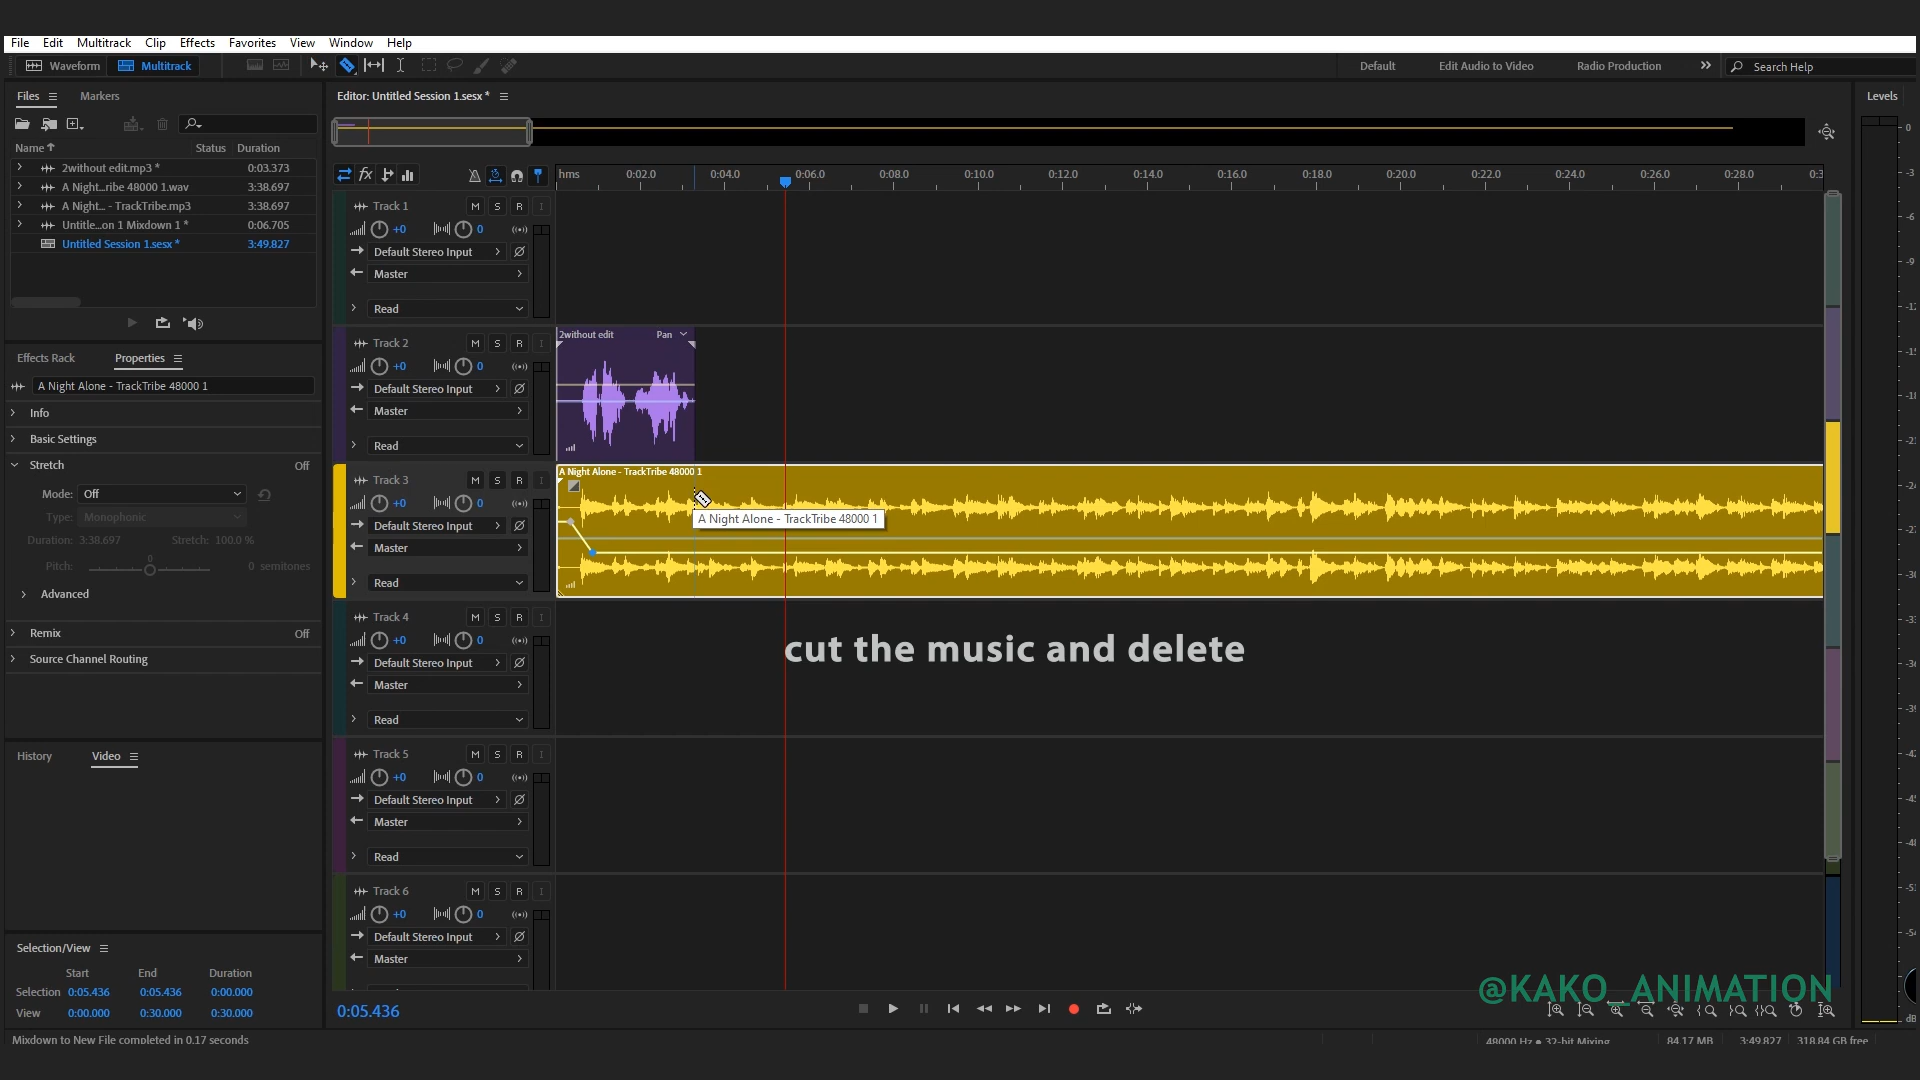 File Edit Multitrack Clip Effects Favorites View Window Help
Waveform Multitrack Default Edit Audio to Video Radio Production Search Help
Files Markers Editor: Untitled Session 1.sesx * Levels
Name Status Duration
2without edit.mp3 * 0:03.373
A Night...ribe 48000 1.wav 3:38.697
A Night... - TrackTribe.mp3 3:38.697
Untitle...on 1 Mixdown 1 * 0:06.705
Untitled Session 1.sesx * 3:49.827
Effects Rack Properties
A Night Alone - TrackTribe 48000 1
Info
Basic Settings
Stretch Off
Mode: Off
Type: Monophonic
Duration: 3:38.697 Stretch: 100.0 %
0
Pitch: 0 semitones
Advanced
Remix Off
Source Channel Routing
History Video
Selection/View
Start End Duration
Selection 0:05.436 0:05.436 0:00.000
View 0:00.000 0:30.000 0:30.000
Mixdown to New File completed in 0.17 seconds
fx hms 0:02.0 0:04.0 0:06.0 0:08.0 0:10.0 0:12.0 0:14.0 0:16.0 0:18.0 0:20.0 0:22.0 0:24.0 0:26.0 0:28.0 0:3
Track 1 M S R I
+0 0
Default Stereo Input
Master
Read
Track 2 M S R I
+0 0
Default Stereo Input
Master
Read
2without edit Pan
Track 3 M S R I
+0 0
Default Stereo Input
Master
Read
A Night Alone - TrackTribe 48000 1
A Night Alone - TrackTribe 48000 1
Track 4 M S R I
+0 0
Default Stereo Input
Master
Read
cut the music and delete
Track 5 M S R I
+0 0
Default Stereo Input
Master
Read
Track 6 M S R I
+0 0
Default Stereo Input
Master
@KAKO_ANIMATION
0:05.436
48000 Hz ● 32-bit Mixing 84.17 MB 3:49.827 318.84 GB free
0
-3
-6
-9
dB